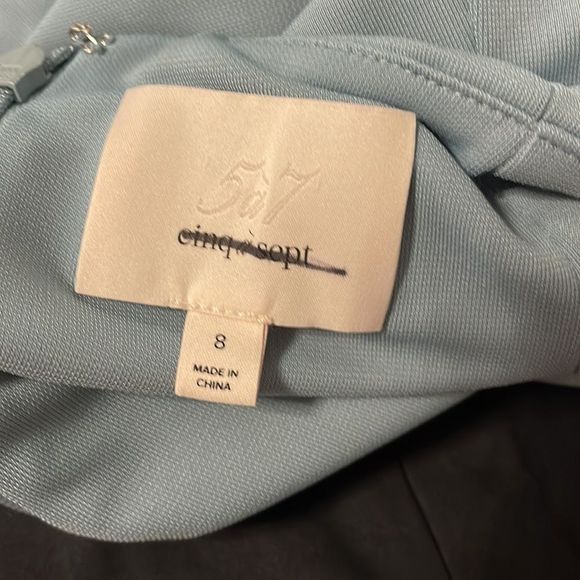 5à7
cinq à sept
8
MADE IN
CHINA